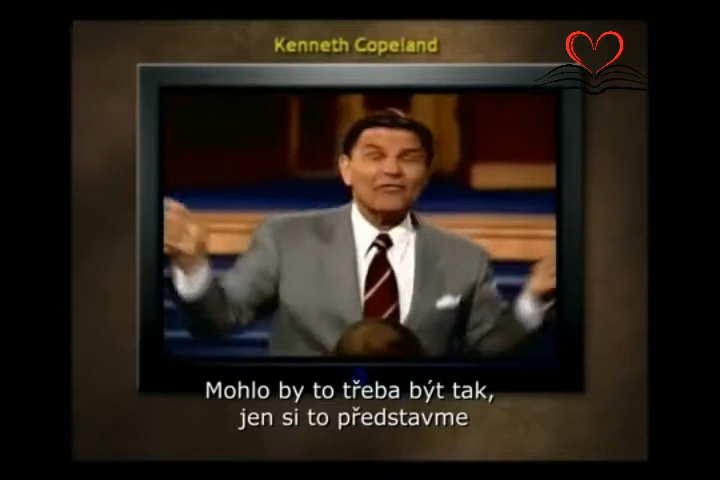 Kenneth Copeland
Mohlo by to třeba být tak,
jen si to představme